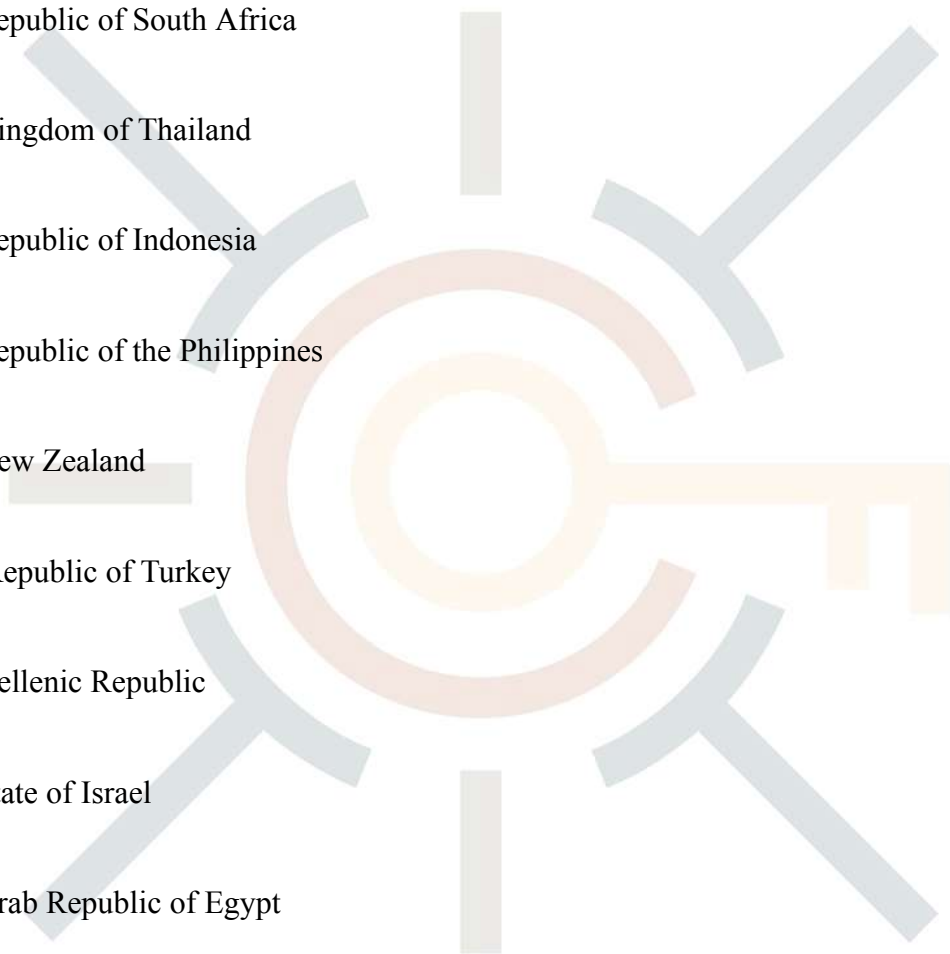 epublic of South Africa
ingdom of Thailand
epublic of Indonesia
epublic of the Philippines
ew Zealand
Republic of Turkey
ellenic Republic
tate of Israel
rab Republic of Egypt